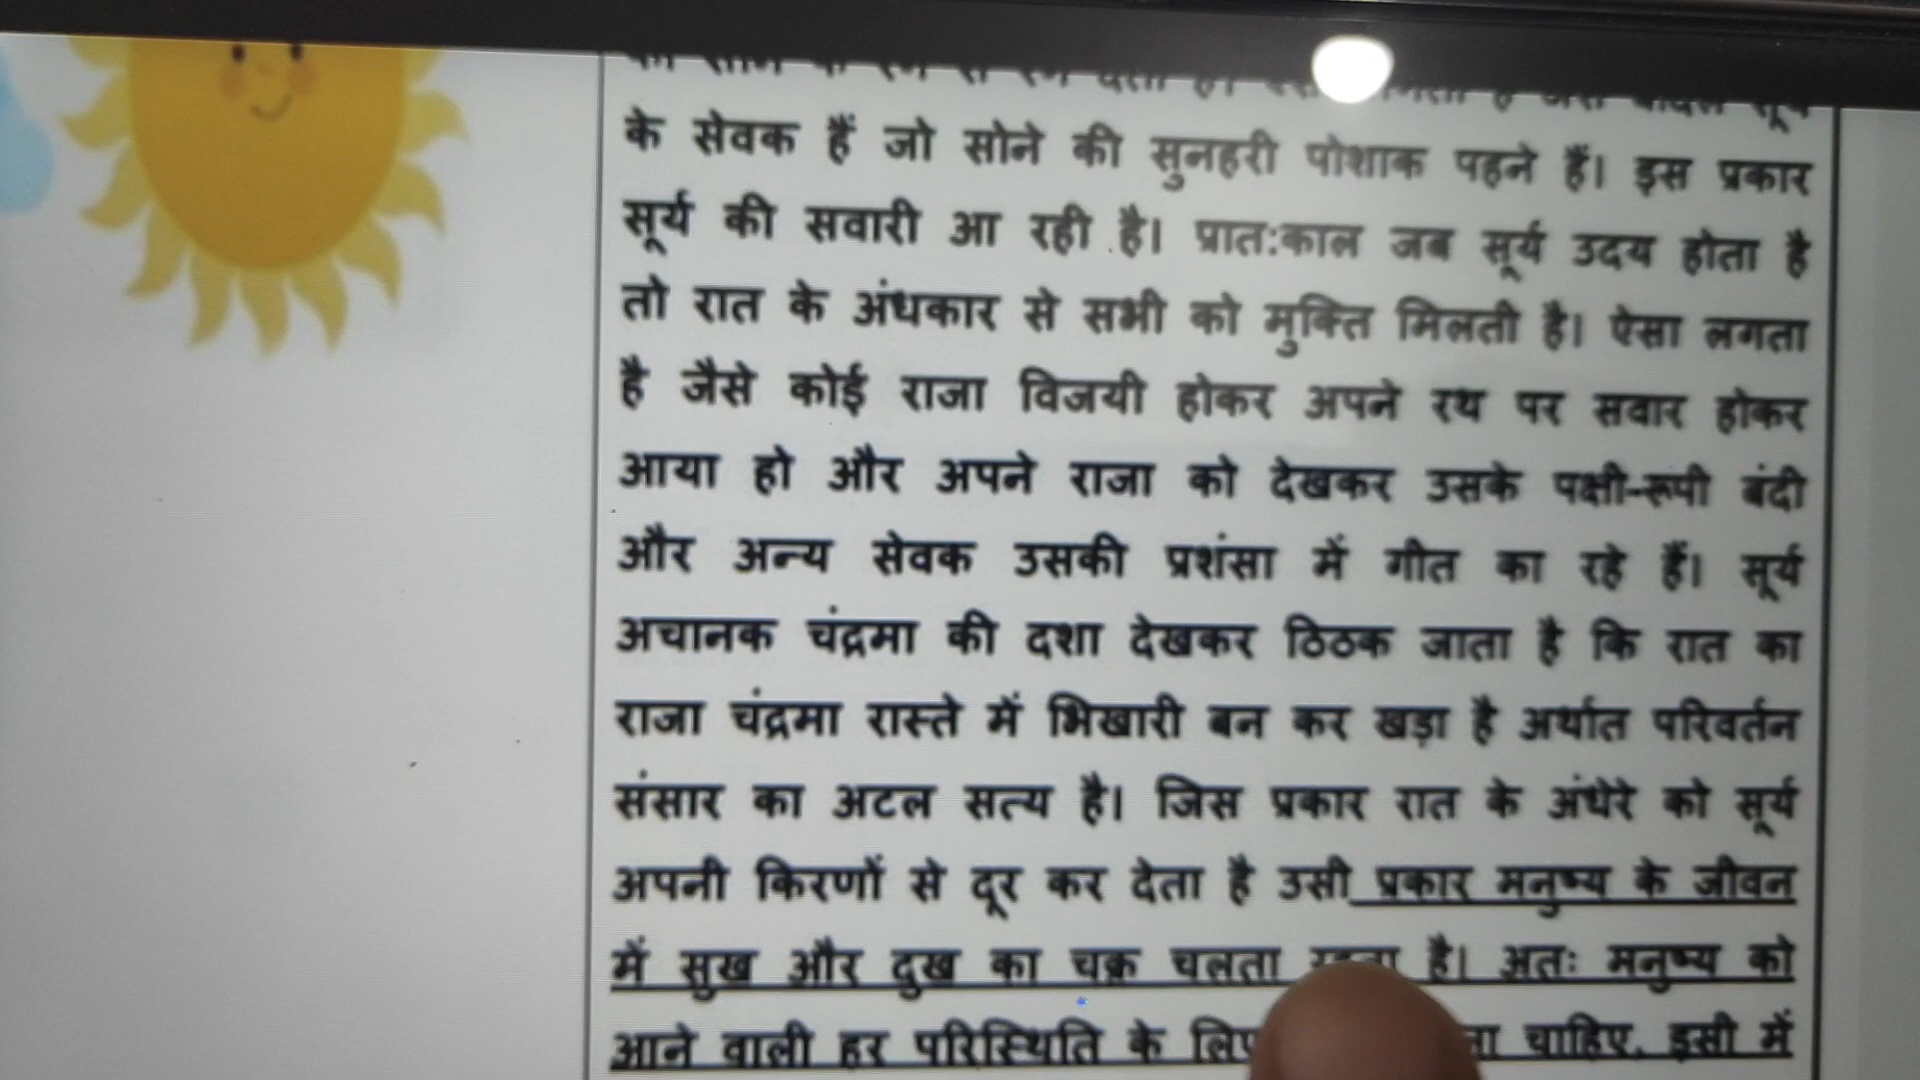 के सेवक हैं जो सोने की सुनहरी पोशाक पहने हैं। इस प्रकार
सूर्य की सवारी आ रही है। प्रात:काल जब सूर्य उदय होता है
तो रात के अंधकार से सभी को मुक्ति मिलती है। ऐसा लगता
है जैसे कोई राजा विजयी होकर अपने रथ पर सवार होकर
आया हो और अपने राजा को देखकर उसके पक्षी-रूपी बंदी
और अन्य सेवक उसकी प्रशंसा में गीत का रहे हैं। सूर्य
अचानक चंद्रमा की दशा देखकर ठिठक जाता है कि रात का
राजा चंद्रमा रास्ते में भिखारी बन कर खड़ा है अर्थात परिवर्तन
संसार का अटल सत्य है। जिस प्रकार रात के अंधेरे को सूर्य
अपनी किरणों से दूर कर देता है उसी प्रकार मनुष्य के जीवन
में सुख और दुख का चक्र चलता है। अतः मनुष्य को
आने वाली हर परिस्थिति के चाहिए. इसी में